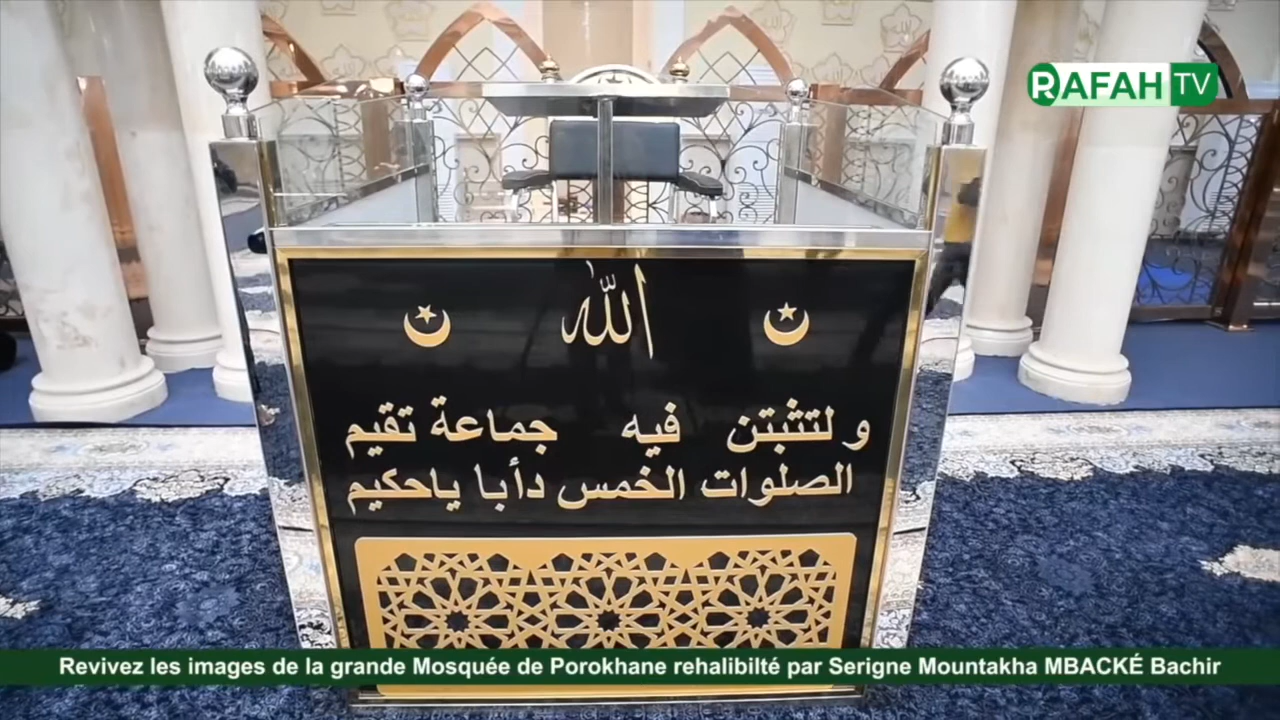 RAFAH TV
الله
و لتثبتن فيه جماعة تقيم
الصلوات الخمس دأبا ياحكيم
Revivez les images de la grande Mosquée de Porokhane rehalibilté par Serigne Mountakha MBACKÉ Bachir